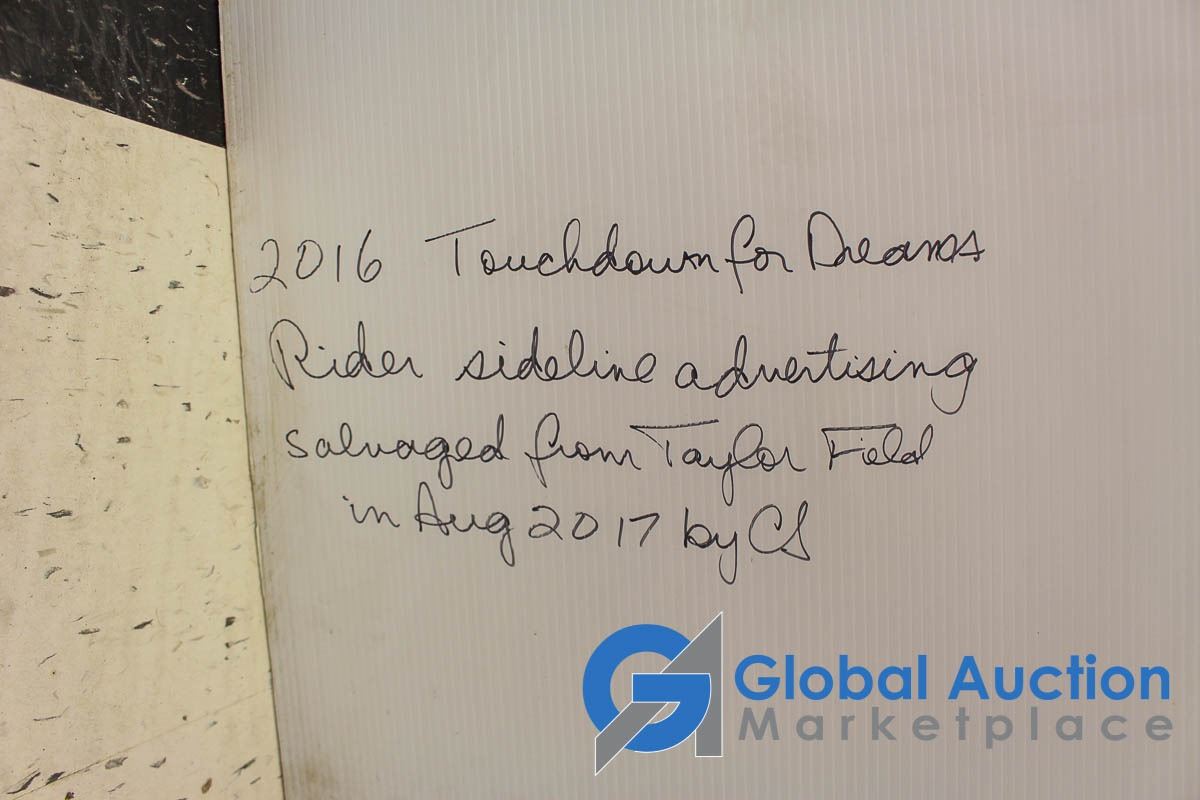 2016 Touchdown for Dreams
Rider sideline advertising
salvaged from Taylor Field
in Aug 2017 by CS
Global Auction
Marketplace